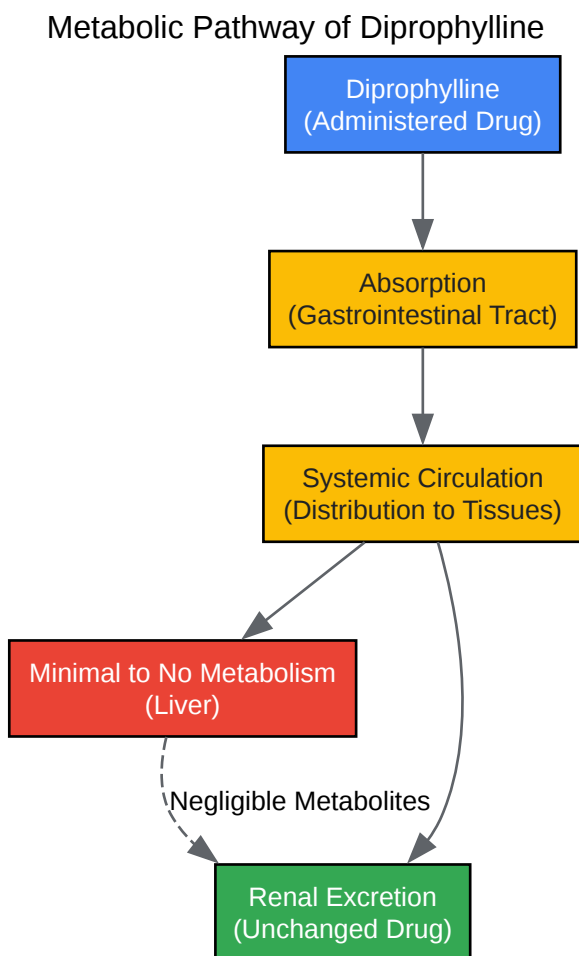 Metabolic Pathway of Diprophylline
Diprophylline
(Administered Drug)
Absorption
(Gastrointestinal Tract)
Systemic Circulation
(Distribution to Tissues)
Minimal to No Metabolism
(Liver)
Negligible Metabolites
Renal Excretion
(Unchanged Drug)